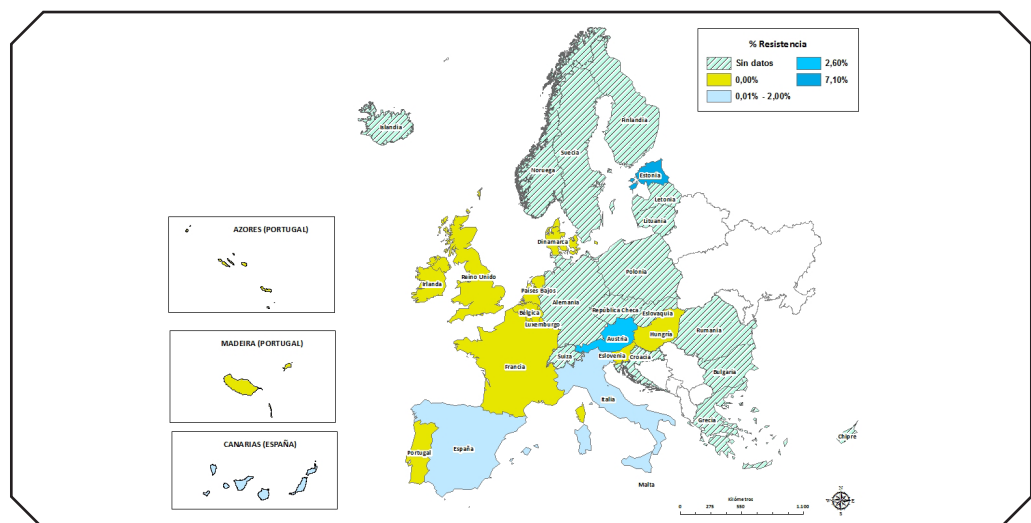 % Resistencia
Sin datos
2,60%
0,00%
7,10%
0,01% - 2,00%
Islandia
Finlandia
Suecia
Noruega
Estonia
Letonia
Lituania
AZORES (PORTUGAL)
Dinamarca
Reino Unido
Irlanda
Países Bajos
Polonia
Alemania
Bélgica
República Checa
Eslovaquia
Luxemburgo
Rumania
Hungría
Austria
MADEIRA (PORTUGAL)
Suiza
Eslovenia
Croacia
Francia
Bulgaria
Italia
Grecia
CANARIAS (ESPAÑA)
Chipre
España
Portugal
Malta
N
E
S
Kilómetros
0
275
550
1.100